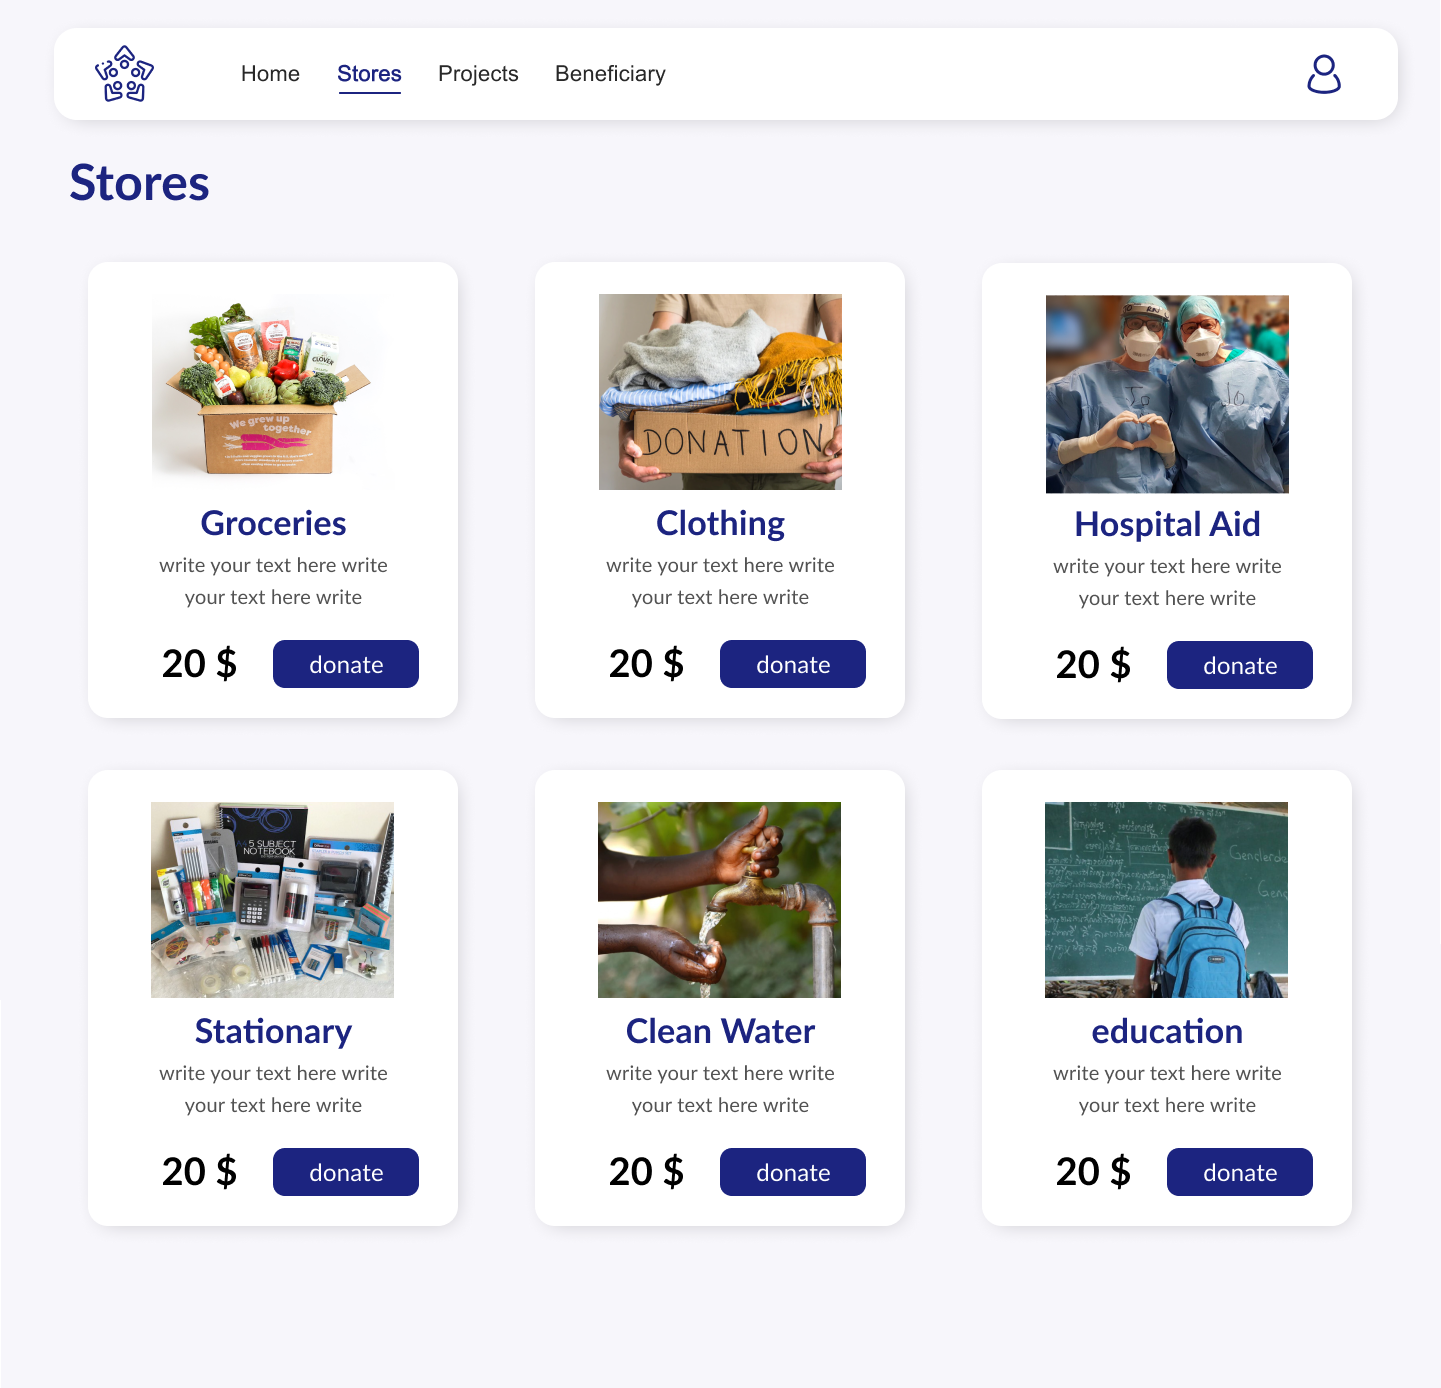 Home Stores Projects Beneficiary
Stores
CLOVER
We grew up
together
DONATION
Groceries
Clothing
Hospital Aid
write your text here write
your text here write
write your text here write
your text here write
write your text here write
your text here write
20 $ donate
20 $ donate
20 $ donate
5 SUBJECT
NOTEBOOK
Stationary
Clean Water
education
write your text here write
your text here write
write your text here write
your text here write
write your text here write
your text here write
20 $ donate
20 $ donate
20 $ donate